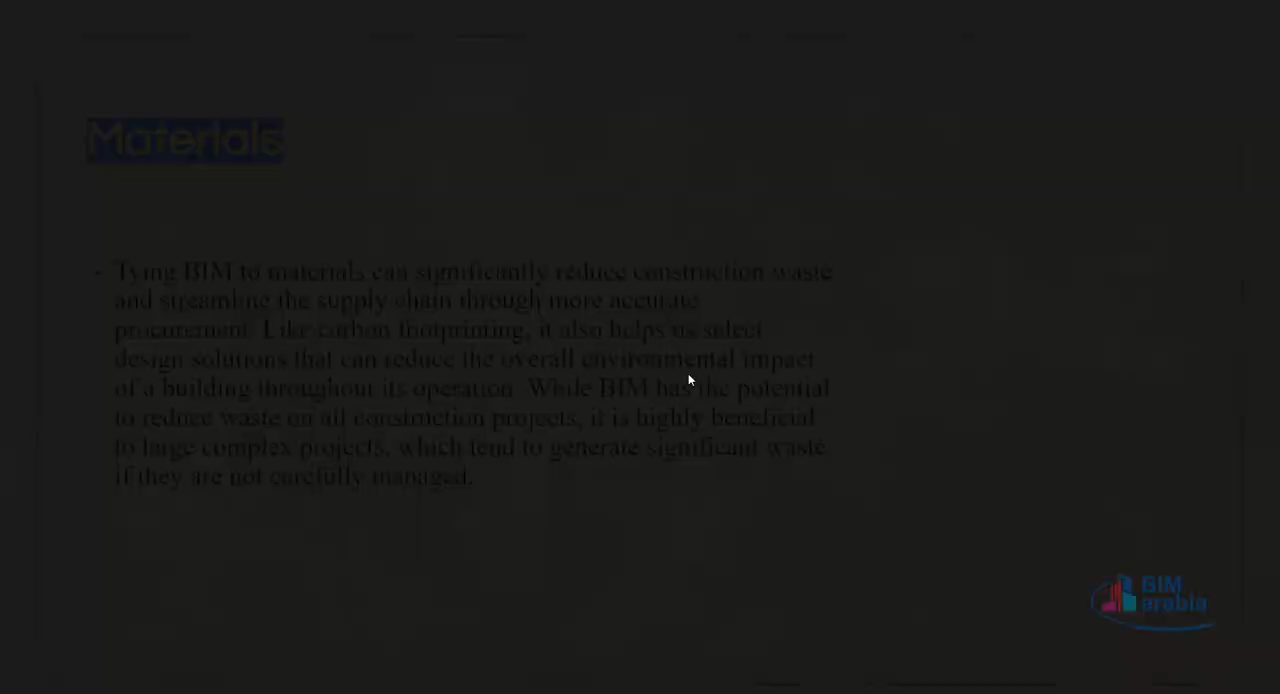 Materials
· Tying BIM to materials can significantly reduce construction waste
and streamline the supply chain through more accurate
procurement. Like carbon footprinting, it also helps us select
design solutions that can reduce the overall environmental impact
of a building throughout its operation. While BIM has the potential
to reduce waste on all construction projects, it is highly beneficial
to large complex projects, which tend to generate significant waste
if they are not carefully managed.
BIM
arabia